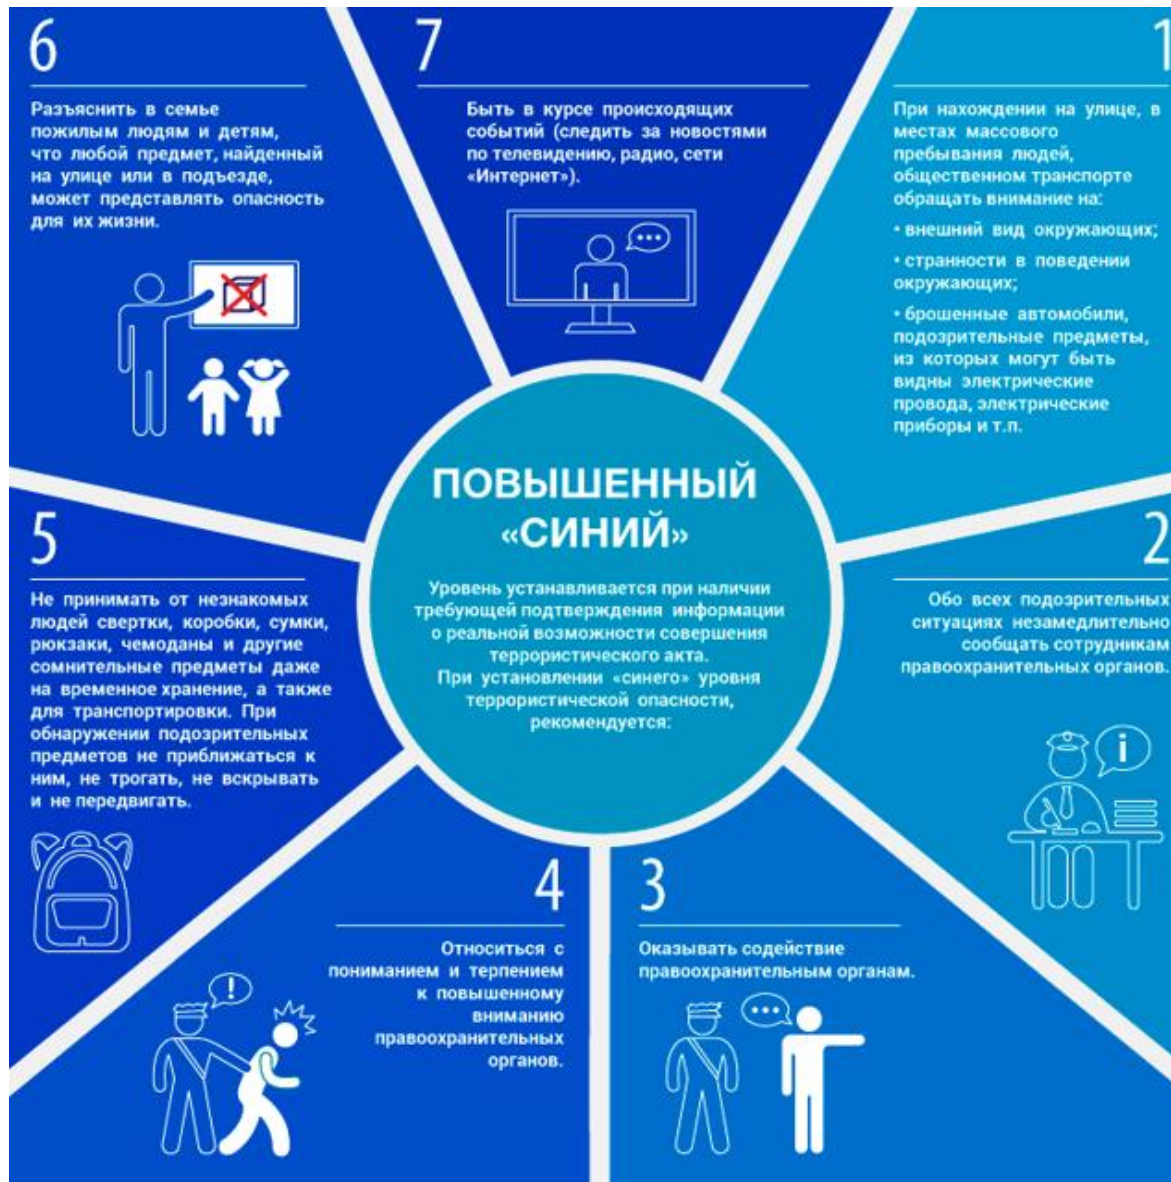 ПОВЫШЕННЫЙ
«СИНИЙ»
Уровень устанавливается при наличии
требующей подтверждения информации
о реальной возможности совершения
террористического акта.
При установлении «синего» уровня
террористической опасности,
рекомендуется:
1
При нахождении на улице, в
местах массового
пребывания людей,
общественном транспорте
обращать внимание на:
• внешний вид окружающих;
• странности в поведении
окружающих;
• брошенные автомобили,
подозрительные предметы,
из которых могут быть
видны электрические
провода, электрические
приборы и т.п.
2
Обо всех подозрительных
ситуациях незамедлительно
сообщать сотрудникам
правоохранительных органов.
i
3
Оказывать содействие
правоохранительным органам.
4
Относиться с
пониманием и терпением
к повышенному
вниманию
правоохранительных
органов.
!
5
Не принимать от незнакомых
людей свертки, коробки, сумки,
рюкзаки, чемоданы и другие
сомнительные предметы даже
на временное хранение, а также
для транспортировки. При
обнаружении подозрительных
предметов не приближаться к
ним, не трогать, не вскрывать
и не передвигать.
6
Разъяснить в семье
пожилым людям и детям,
что любой предмет, найденный
на улице или в подъезде,
может представлять опасность
для их жизни.
7
Быть в курсе происходящих
событий (следить за новостями
по телевидению, радио, сети
«Интернет»).